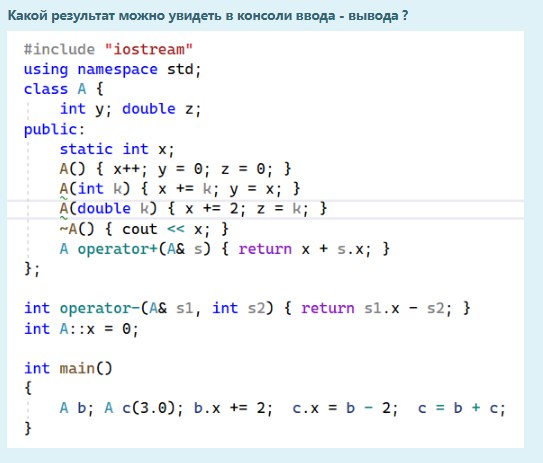 Какой результат можно увидеть в консоли ввода - вывода ?
#include "iostream"
using namespace std;
class A {
    int y; double z;
public:
    static int x;
    A() { x++; y = 0; z = 0; }
    A(int k) { x += k; y = x; }
    A(double k) { x += 2; z = k; }
    ~A() { cout << x; }
    A operator+(A& s) { return x + s.x; }
};

int operator-(A& s1, int s2) { return s1.x - s2; }
int A::x = 0;

int main()
{
    A b; A c(3.0); b.x += 2;  c.x = b - 2;  c = b + c;
}